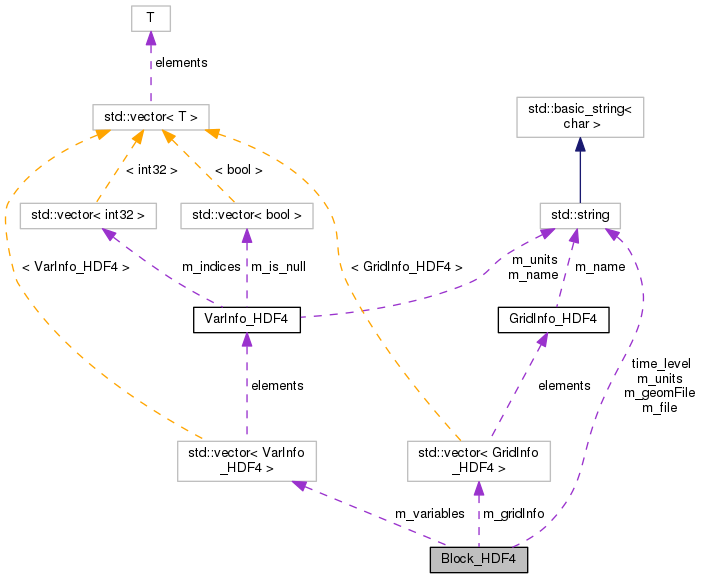 T
elements
std::vector< T >
std::basic_string<
char >
< int32 >
< bool >
std::vector< int32 >
std::vector< bool >
std::string
< VarInfo_HDF4 >
m_indices
m_is_null
< GridInfo_HDF4 >
m_units
m_name
m_name
VarInfo_HDF4
GridInfo_HDF4
elements
elements
time_level
m_units
m_geomFile
m_file
std::vector< VarInfo
_HDF4 >
std::vector< GridInfo
_HDF4 >
m_variables
m_gridInfo
Block_HDF4